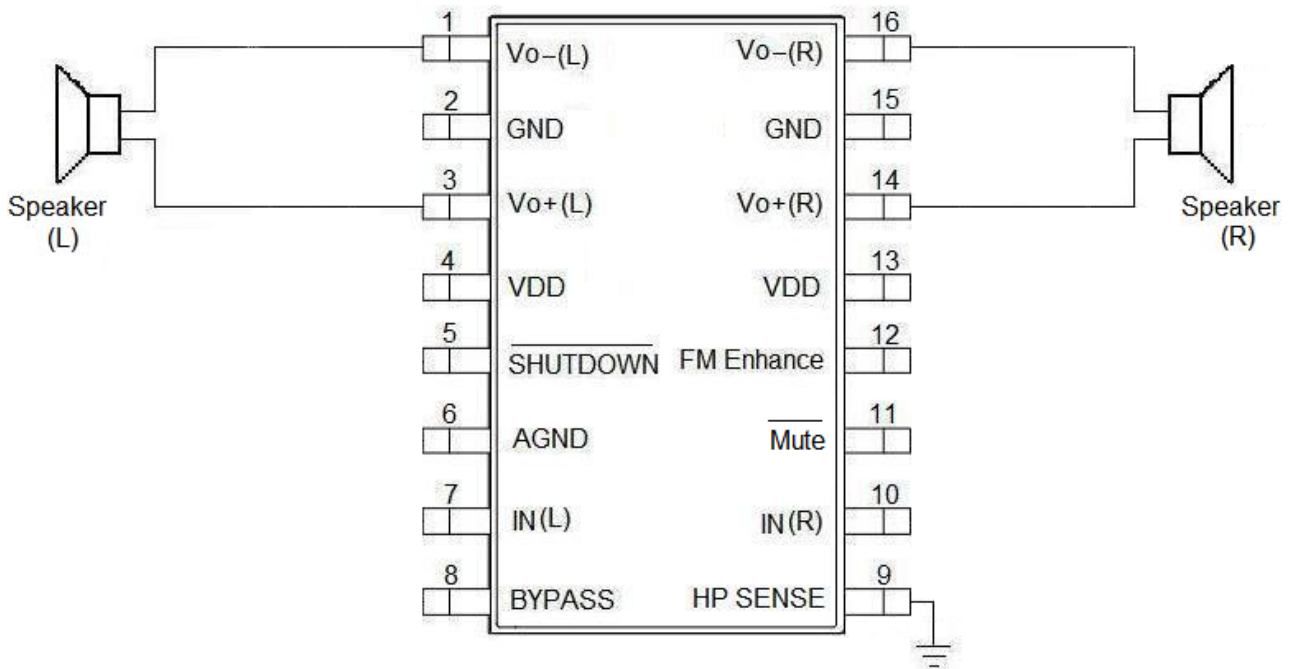 1
16
Vo-(L)
Vo-(R)
2
15
GND
GND
3
14
Vo+(L)
Vo+(R)
Speaker
(L)
Speaker
(R)
4
13
VDD
VDD
5
12
SHUTDOWN
FM Enhance
6
11
AGND
Mute
7
10
IN(L)
IN(R)
8
9
BYPASS
HP SENSE